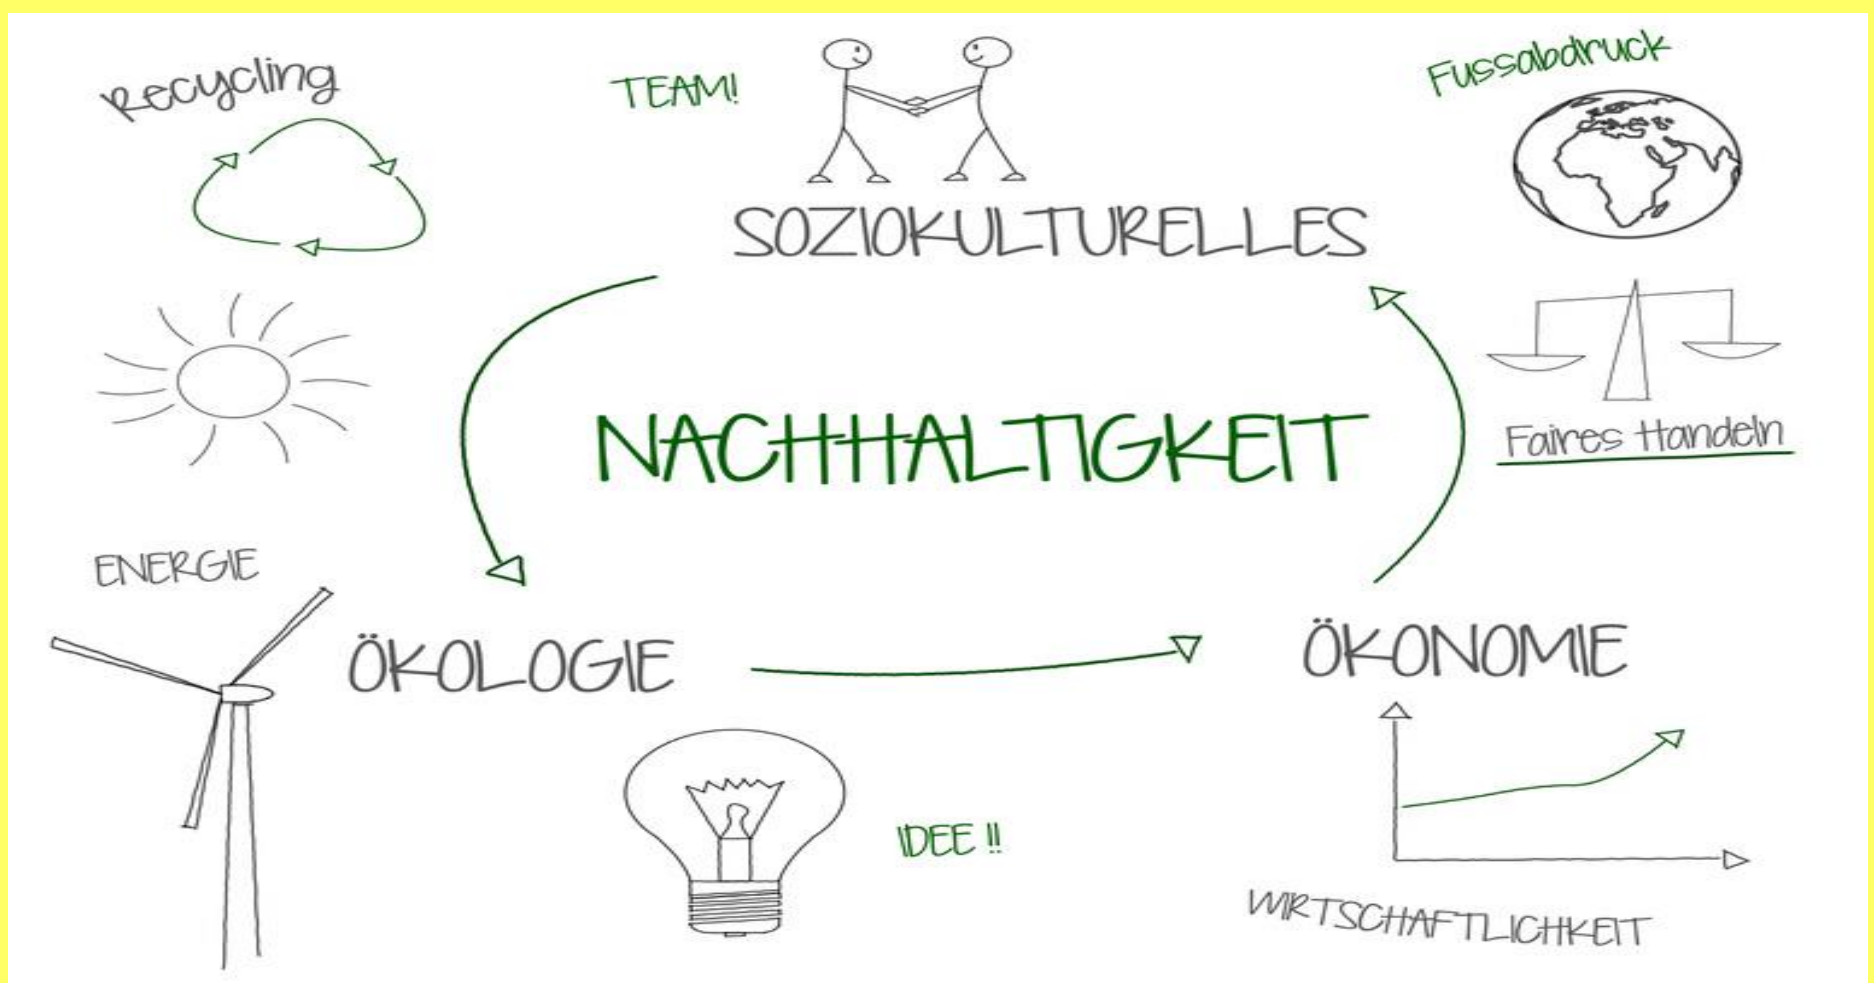 Recycling
TEAM!
Fussabdruck
SOZIOKULTURELLES
NACHHALTIGKEIT
Faires Handeln
ENERGIE
ÖKOLOGIE
ÖKONOMIE
IDEE !!
WIRTSCHAFTLICHKEIT